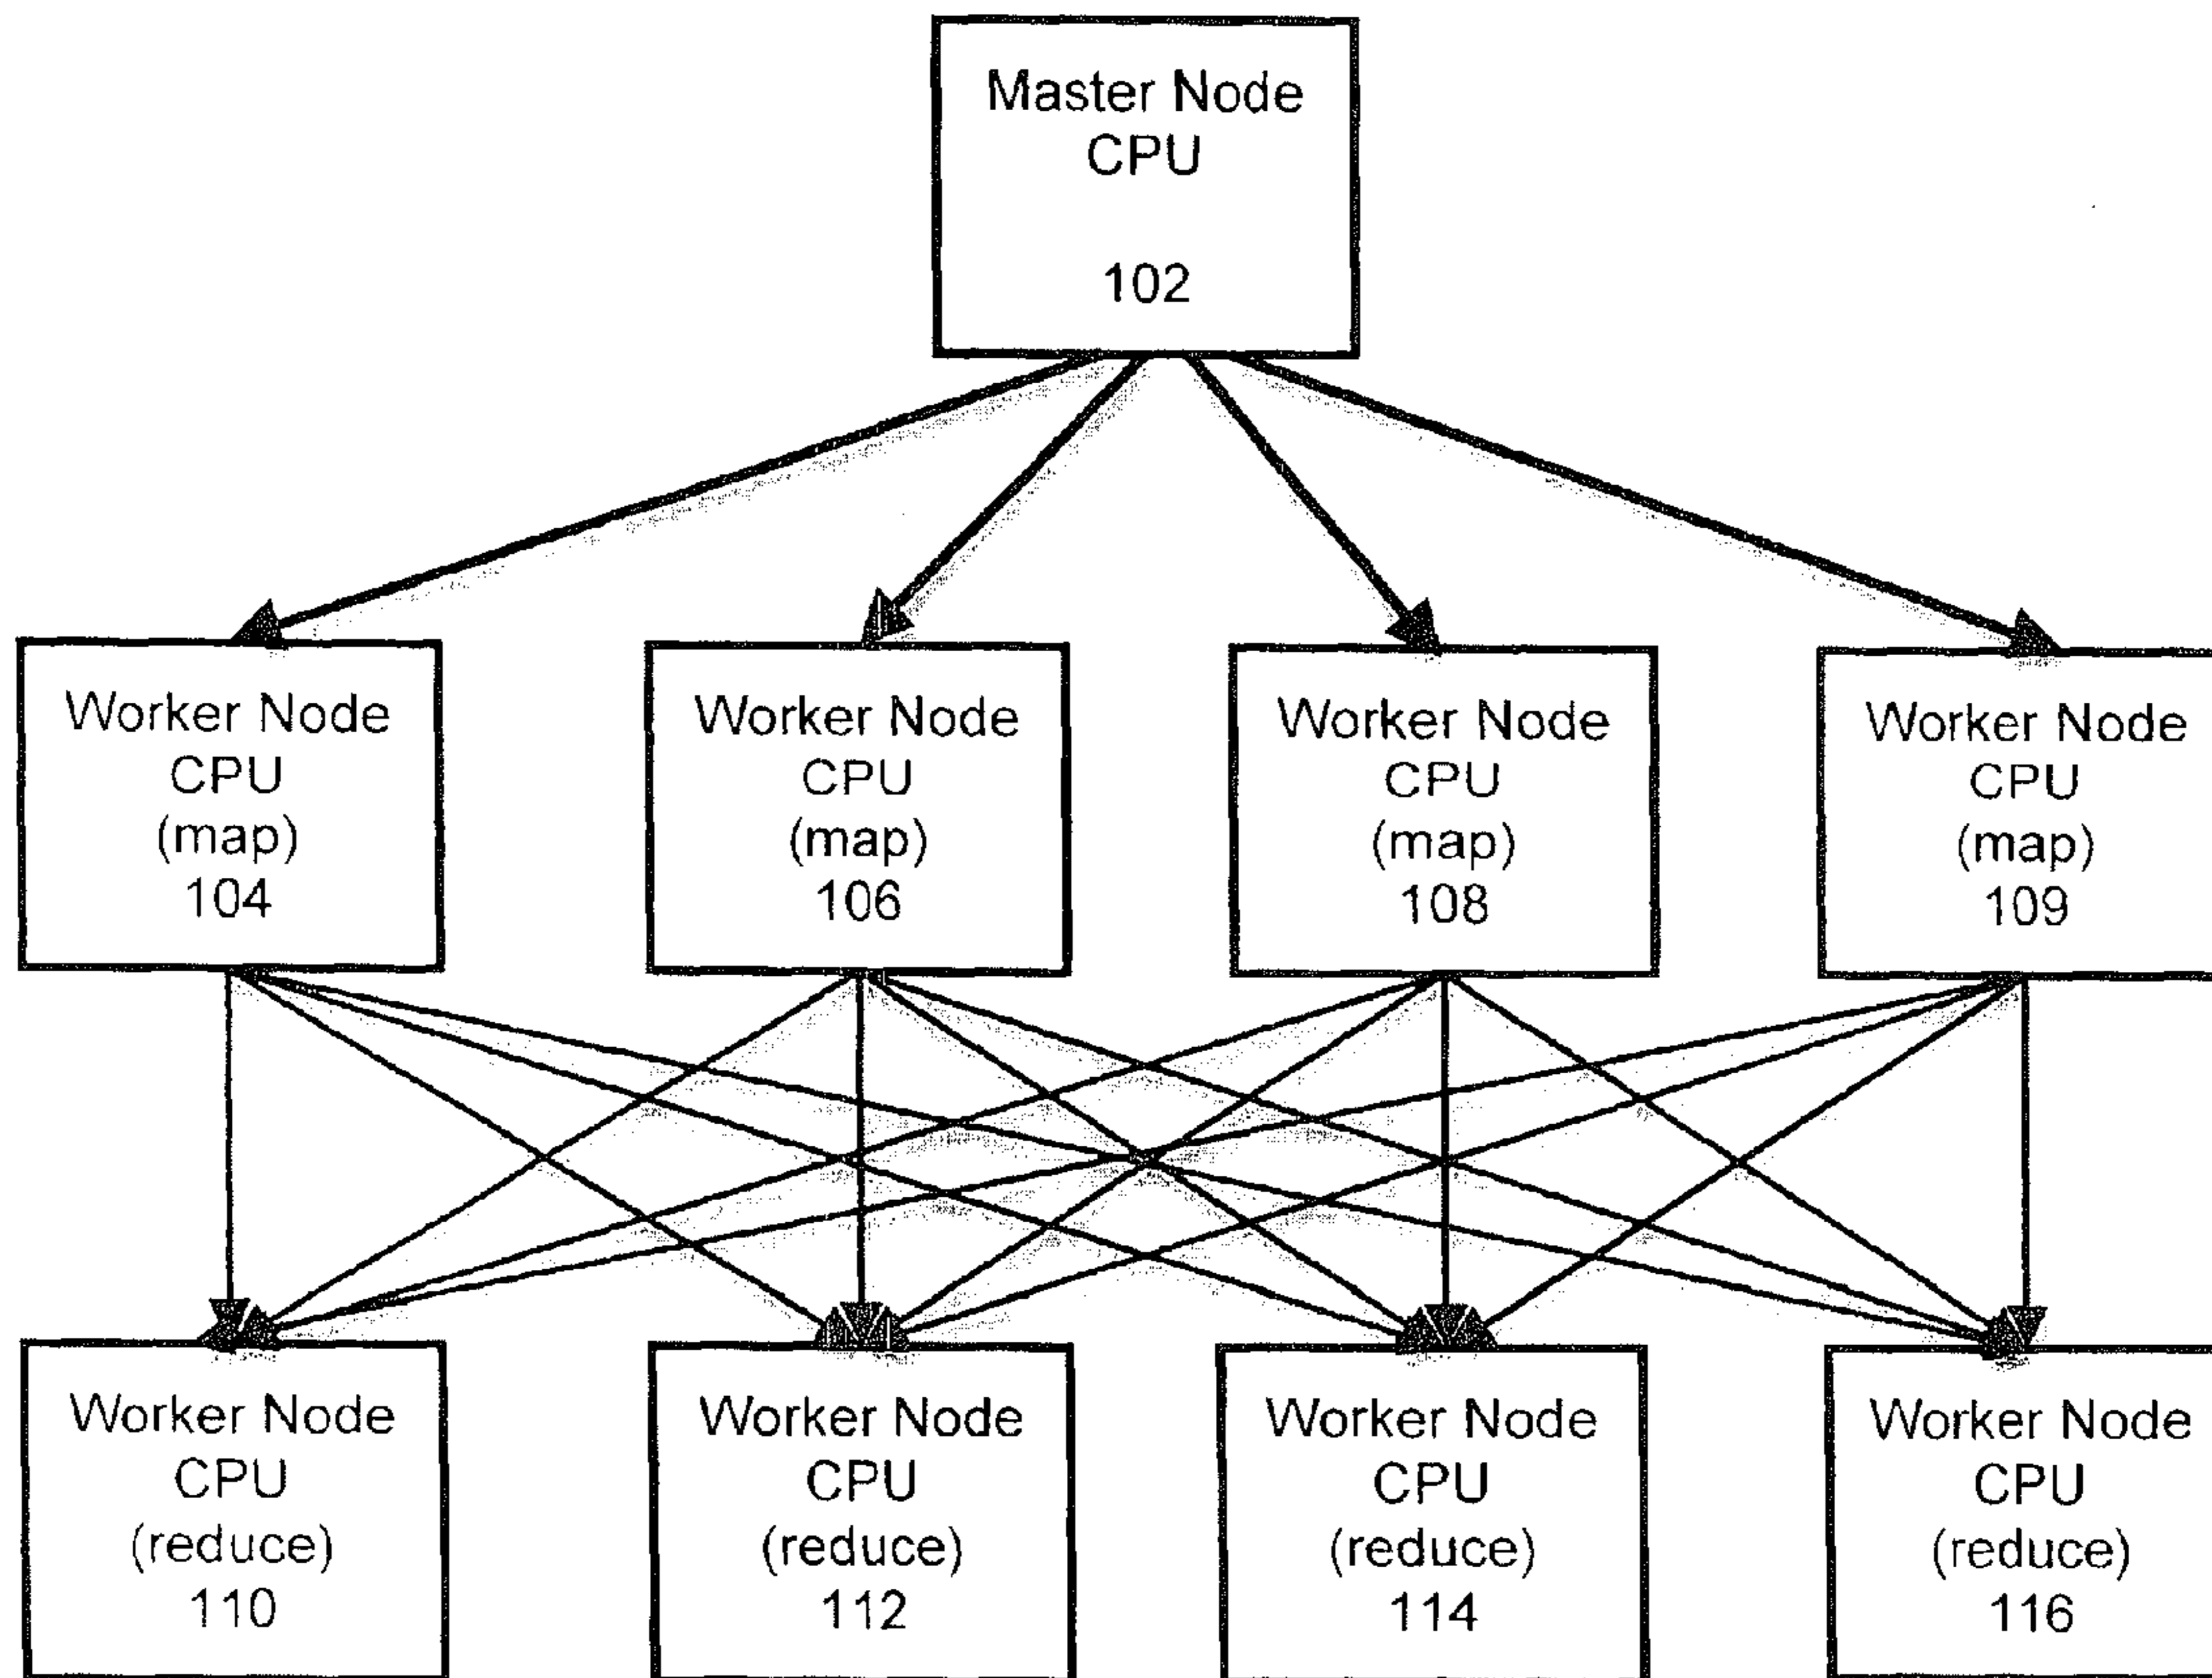 Master Node
CPU
102
Worker Node
CPU
(map)
104
Worker Node
CPU
(map)
106
Worker Node
CPU
(map)
108
Worker Node
CPU
(map)
109
Worker Node
CPU
(reduce)
110
Worker Node
CPU
(reduce)
112
Worker Node
CPU
(reduce)
114
Worker Node
CPU
(reduce)
116